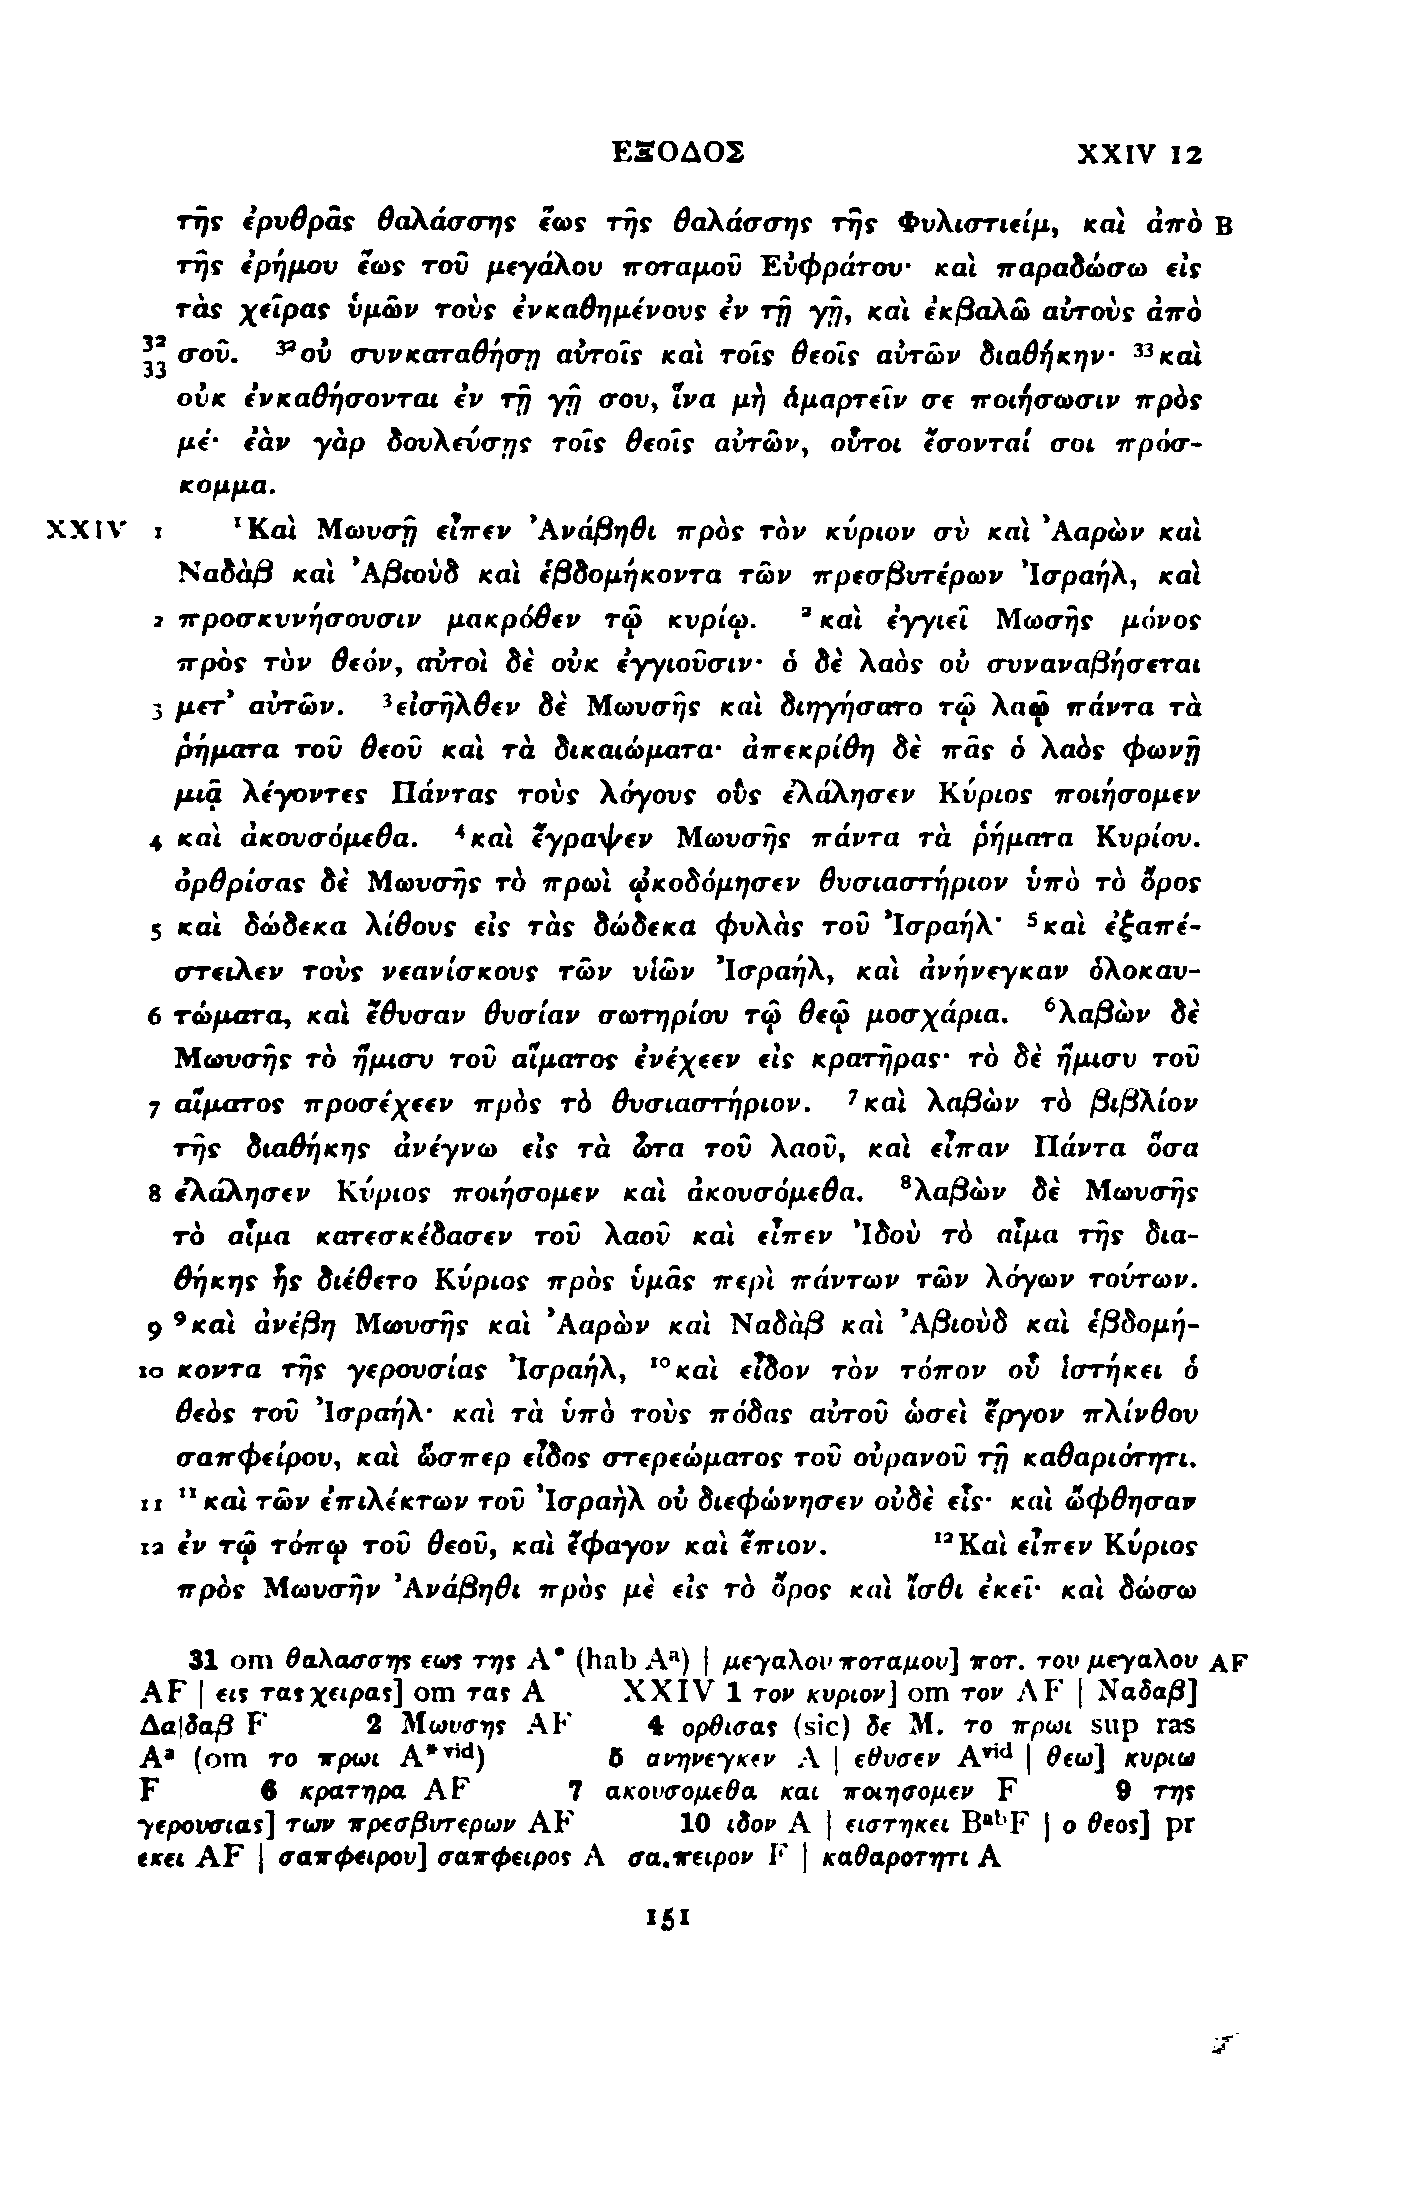 ΕΞΟΔΟΣ XXIV 12
τῆς ἐρυθρᾶς θαλάσσης ἕως τῆς θαλάσσης τῆς Φυλιστιείμ, καὶ ἀπὸ B
τῆς ἐρήμου ἕως τοῦ μεγάλου ποταμοῦ Εὐφράτου· καὶ παραδώσω εἰς
τὰς χεῖρας ὑμῶν τοὺς ἐνκαθημένους ἐν τῇ γῇ, καὶ ἐκβαλῶ αὐτοὺς ἀπὸ
32 33 σοῦ. ³²οὐ συνκαταθήσῃ αὐτοῖς καὶ τοῖς θεοῖς αὐτῶν διαθήκην· ³³καὶ
οὐκ ἐνκαθήσονται ἐν τῇ γῇ σου, ἵνα μὴ ἁμαρτεῖν σε ποιήσωσιν πρὸς
μέ· ἐὰν γὰρ δουλεύσῃς τοῖς θεοῖς αὐτῶν, οὗτοι ἔσονταί σοι πρόσ-
κομμα.
XXIV 1 ¹Καὶ Μωυσῇ εἶπεν Ἀνάβηθι πρὸς τὸν κύριον σὺ καὶ Ἀαρὼν καὶ
Ναδὰβ καὶ Ἀβιοὺδ καὶ ἑβδομήκοντα τῶν πρεσβυτέρων Ἰσραήλ, καὶ
2 προσκυνήσουσιν μακρόθεν τῷ κυρίῳ. ²καὶ ἐγγιεῖ Μωσῆς μόνος
πρὸς τὸν θεόν, αὐτοὶ δὲ οὐκ ἐγγιοῦσιν· ὁ δὲ λαὸς οὐ συναναβήσεται
3 μετ’ αὐτῶν. ³εἰσῆλθεν δὲ Μωυσῆς καὶ διηγήσατο τῷ λαῷ πάντα τὰ
ῥήματα τοῦ θεοῦ καὶ τὰ δικαιώματα· ἀπεκρίθη δὲ πᾶς ὁ λαὸς φωνῇ
μιᾷ λέγοντες Πάντας τοὺς λόγους οὓς ἐλάλησεν Κύριος ποιήσομεν
4 καὶ ἀκουσόμεθα. ⁴καὶ ἔγραψεν Μωυσῆς πάντα τὰ ῥήματα Κυρίου.
ὀρθρίσας δὲ Μωυσῆς τὸ πρωὶ ᾠκοδόμησεν θυσιαστήριον ὑπὸ τὸ ὄρος
5 καὶ δώδεκα λίθους εἰς τὰς δώδεκα φυλὰς τοῦ Ἰσραήλ· ⁵καὶ ἐξαπέ-
στειλεν τοὺς νεανίσκους τῶν υἱῶν Ἰσραήλ, καὶ ἀνήνεγκαν ὁλοκαυ-
6 τώματα, καὶ ἔθυσαν θυσίαν σωτηρίου τῷ θεῷ μοσχάρια. ⁶λαβὼν δὲ
Μωυσῆς τὸ ἥμισυ τοῦ αἵματος ἐνέχεεν εἰς κρατῆρας· τὸ δὲ ἥμισυ τοῦ
7 αἵματος προσέχεεν πρὸς τὸ θυσιαστήριον. ⁷καὶ λαβὼν τὸ βιβλίον
τῆς διαθήκης ἀνέγνω εἰς τὰ ὦτα τοῦ λαοῦ, καὶ εἶπαν Πάντα ὅσα
8 ἐλάλησεν Κύριος ποιήσομεν καὶ ἀκουσόμεθα. ⁸λαβὼν δὲ Μωυσῆς
τὸ αἷμα κατεσκέδασεν τοῦ λαοῦ καὶ εἶπεν Ἰδοὺ τὸ αἷμα τῆς δια-
θήκης ἧς διέθετο Κύριος πρὸς ὑμᾶς περὶ πάντων τῶν λόγων τούτων.
9 ⁹καὶ ἀνέβη Μωυσῆς καὶ Ἀαρὼν καὶ Ναδὰβ καὶ Ἀβιοὺδ καὶ ἑβδομή-
10 κοντα τῆς γερουσίας Ἰσραήλ, ¹⁰καὶ εἶδον τὸν τόπον οὗ ἱστήκει ὁ
θεὸς τοῦ Ἰσραήλ· καὶ τὰ ὑπὸ τοὺς πόδας αὐτοῦ ὡσεὶ ἔργον πλίνθου
σαπφείρου, καὶ ὥσπερ εἶδος στερεώματος τοῦ οὐρανοῦ τῇ καθαριότητι.
11 ¹¹καὶ τῶν ἐπιλέκτων τοῦ Ἰσραὴλ οὐ διεφώνησεν οὐδὲ εἷς· καὶ ὤφθησαν
12 ἐν τῷ τόπῳ τοῦ θεοῦ, καὶ ἔφαγον καὶ ἔπιον. ¹²Καὶ εἶπεν Κύριος
πρὸς Μωυσῆν Ἀνάβηθι πρὸς μὲ εἰς τὸ ὄρος καὶ ἴσθι ἐκεῖ· καὶ δώσω
31 om θαλασσης εως της A* (hab Aᵃ) | μεγαλου ποταμου] ποτ. του μεγαλου AF
AF | εις τας χειρας] om τας A XXIV 1 τον κυριον] om τον AF | Ναδαβ]
Δα|δαβ F 2 Μωυσης AF 4 ορθισας (sic) δε Μ. το πρωι sup ras
Aᵃ (om το πρωι A*ᵛⁱᵈ) 5 ανηνεγκεν A | εθυσεν Aᵛⁱᵈ | θεω] κυριω
F 6 κρατηρα AF 7 ακουσομεθα και ποιησομεν F 9 της
γερουσιας] των πρεσβυτερων AF 10 ιδον A | ειστηκει BᵃᵇF | ο θεος] pr
εκει AF | σαπφειρου] σαπφειρος A σα.πειρον F | καθαροτητι A
151